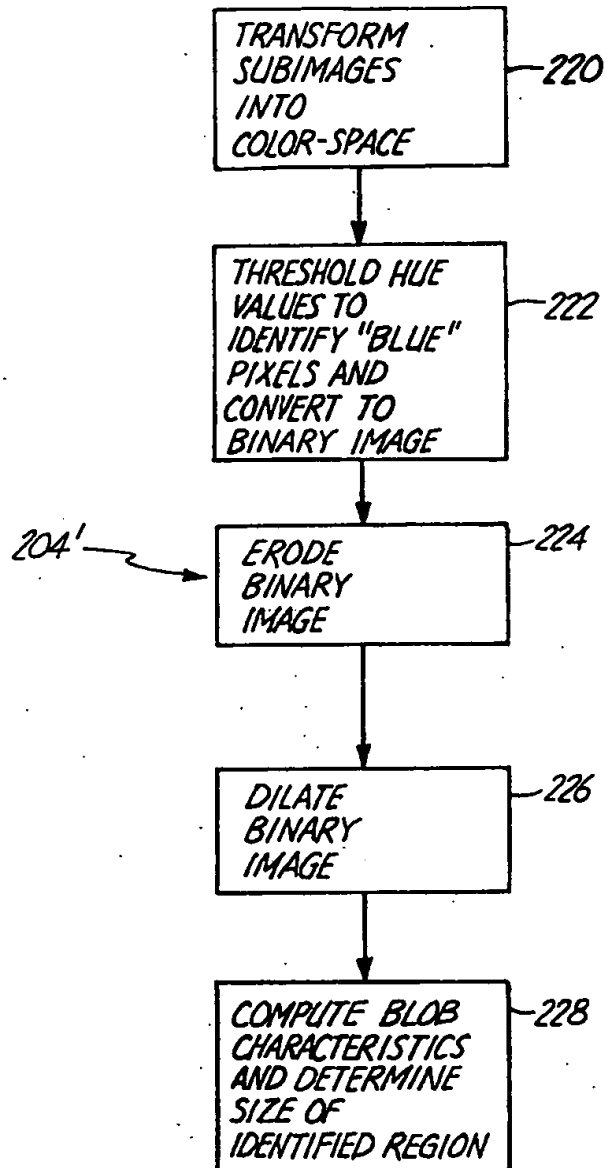 TRANSFORM
SUBIMAGES
INTO
COLOR-SPACE
220
THRESHOLD HUE
VALUES TO
IDENTIFY "BLUE"
PIXELS AND
CONVERT TO
BINARY IMAGE
222
204'
ERODE
BINARY
IMAGE
224
DILATE
BINARY
IMAGE
226
COMPUTE BLOB
CHARACTERISTICS
AND DETERMINE
SIZE OF
IDENTIFIED REGION
228